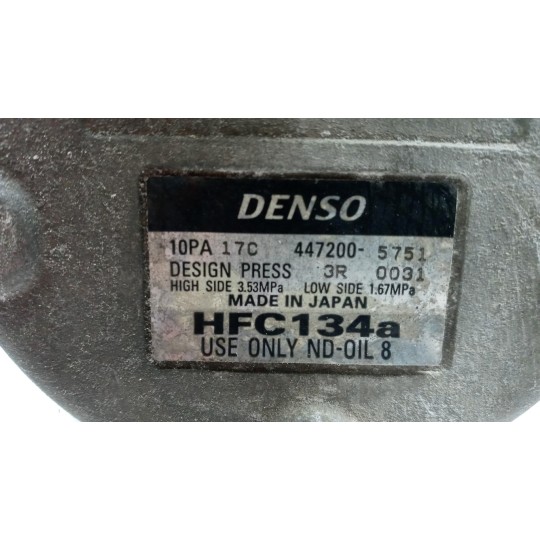 DENSO
10PA 17C 447200-5751
DESIGN PRESS 3R 0031
HIGH SIDE 3.53MPa LOW SIDE 1.67MPa
MADE IN JAPAN
HFC134a
USE ONLY ND-OIL 8